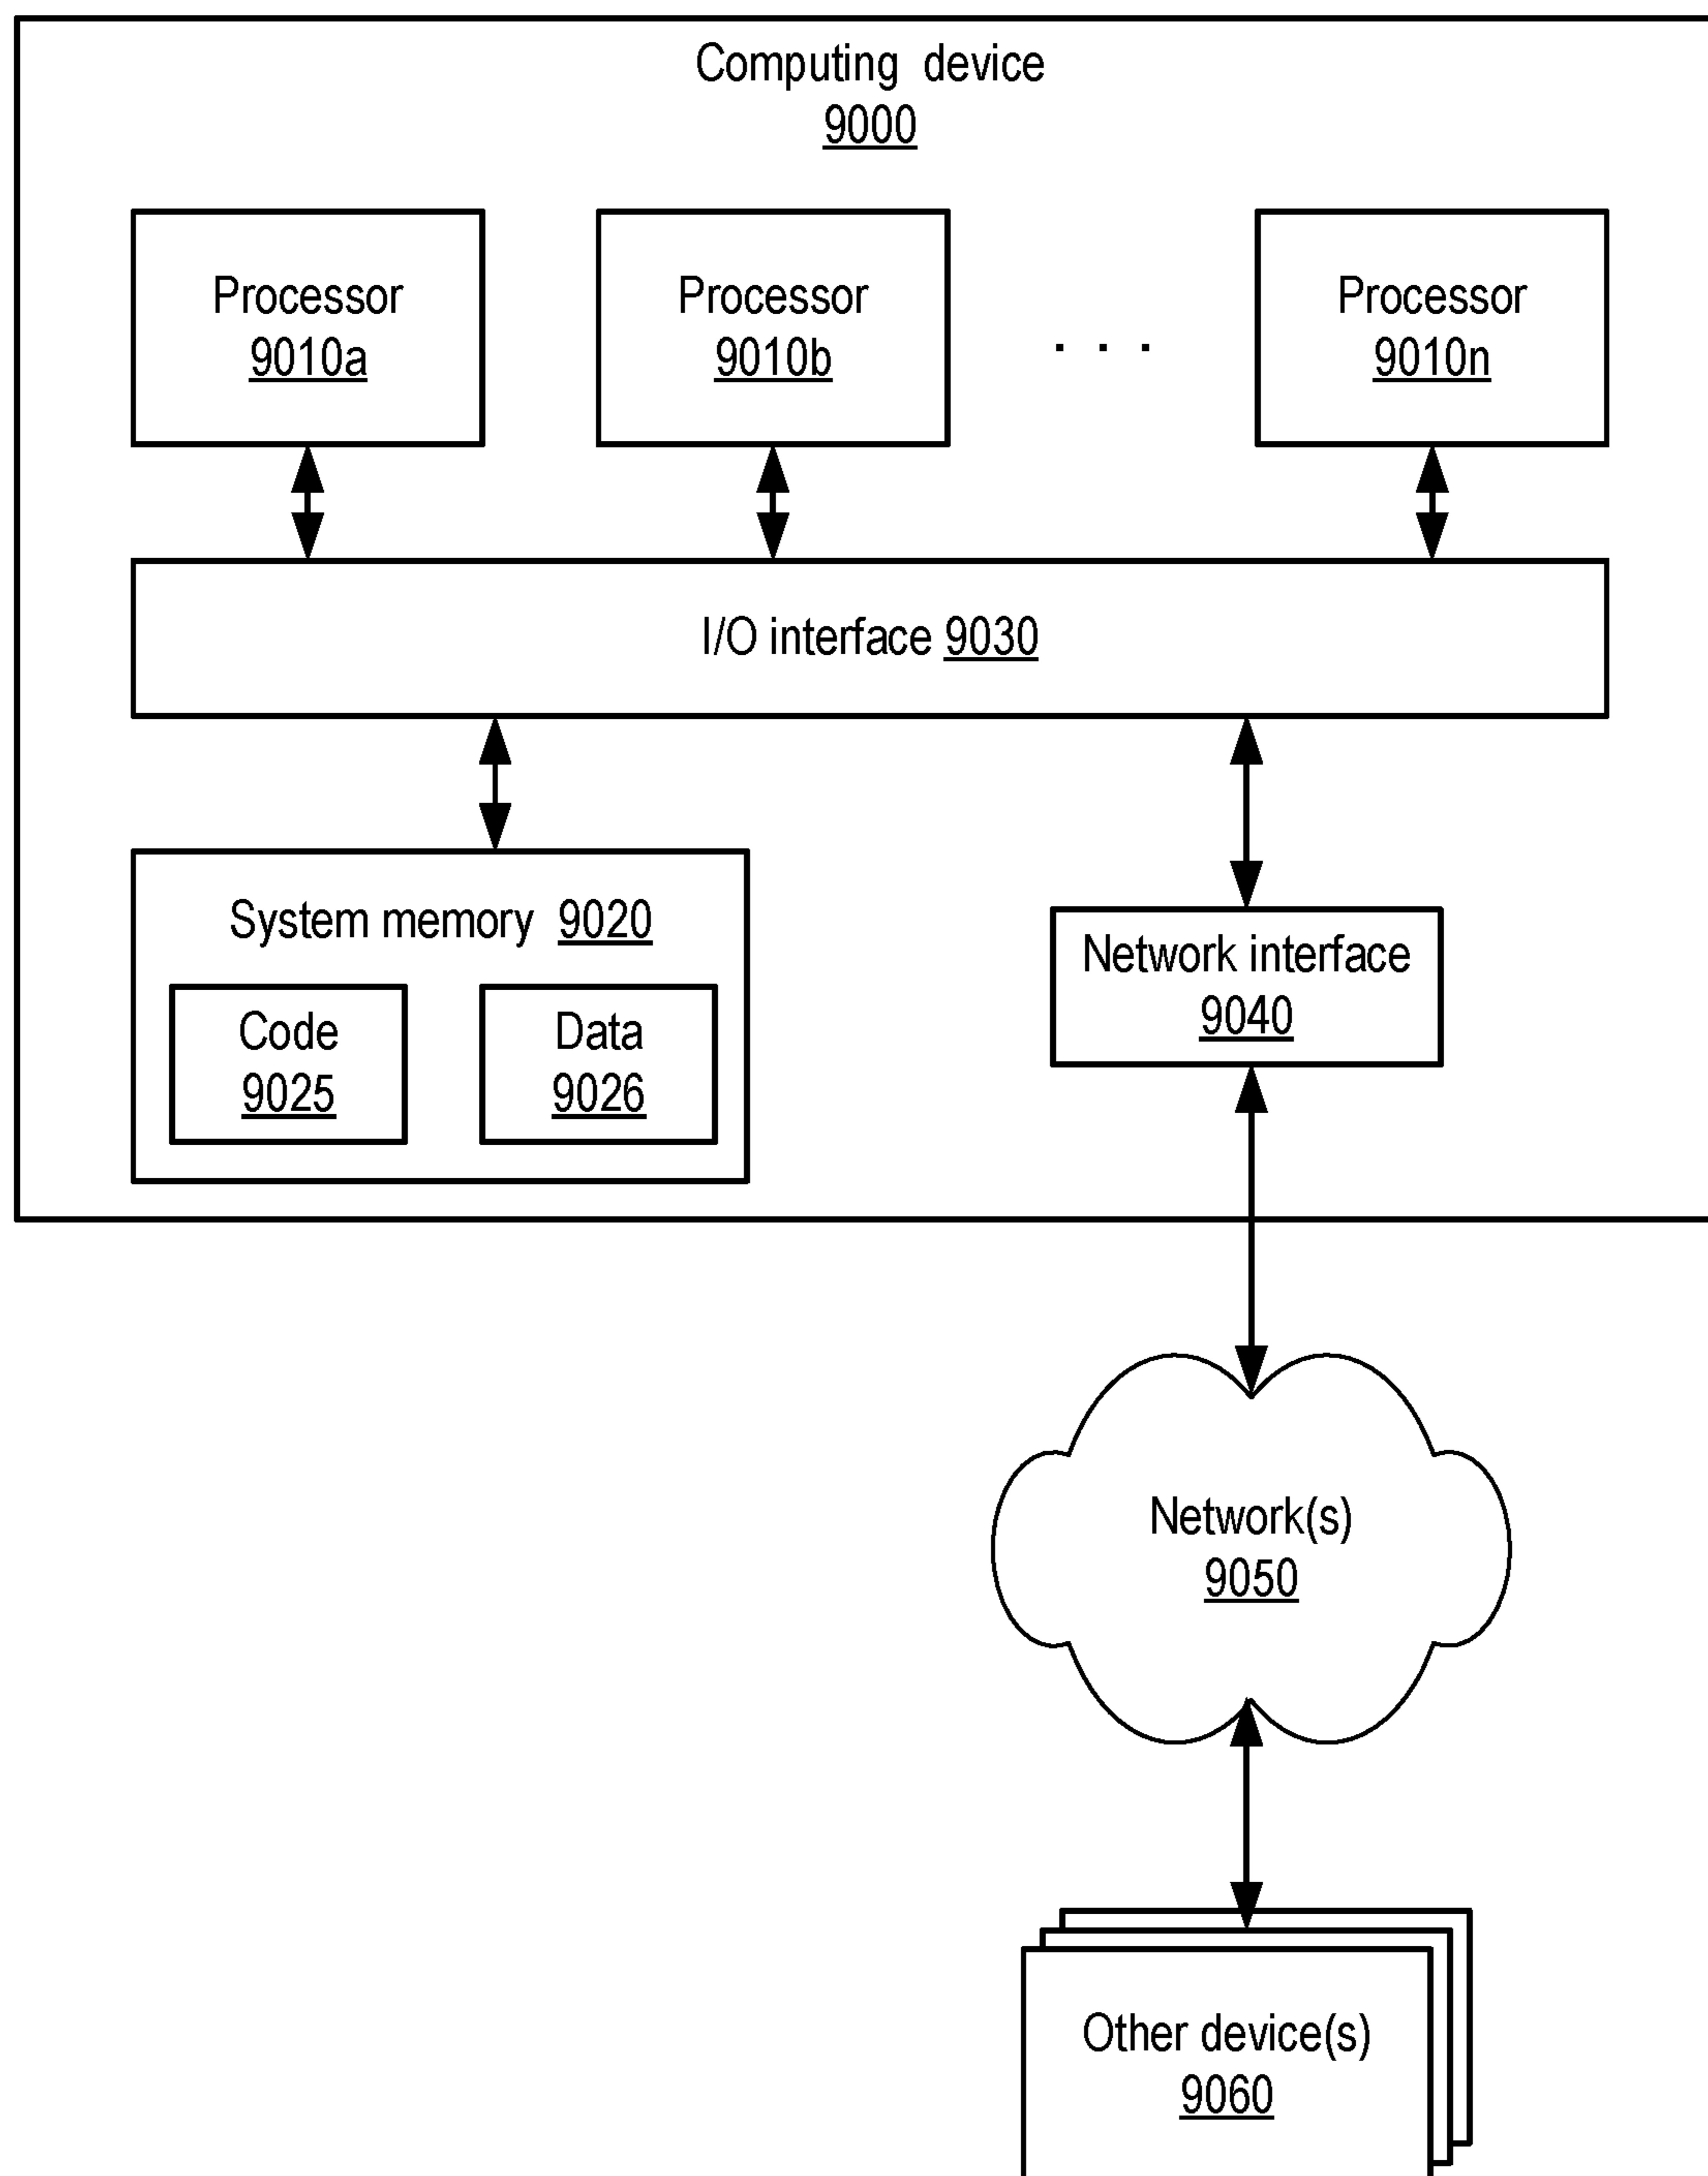 Computing device
9000
Processor
9010a
Processor
9010b
. . .
Processor
9010n
I/O interface 9030
System memory 9020
Code
9025
Data
9026
Network interface
9040
Network(s)
9050
Other device(s)
9060